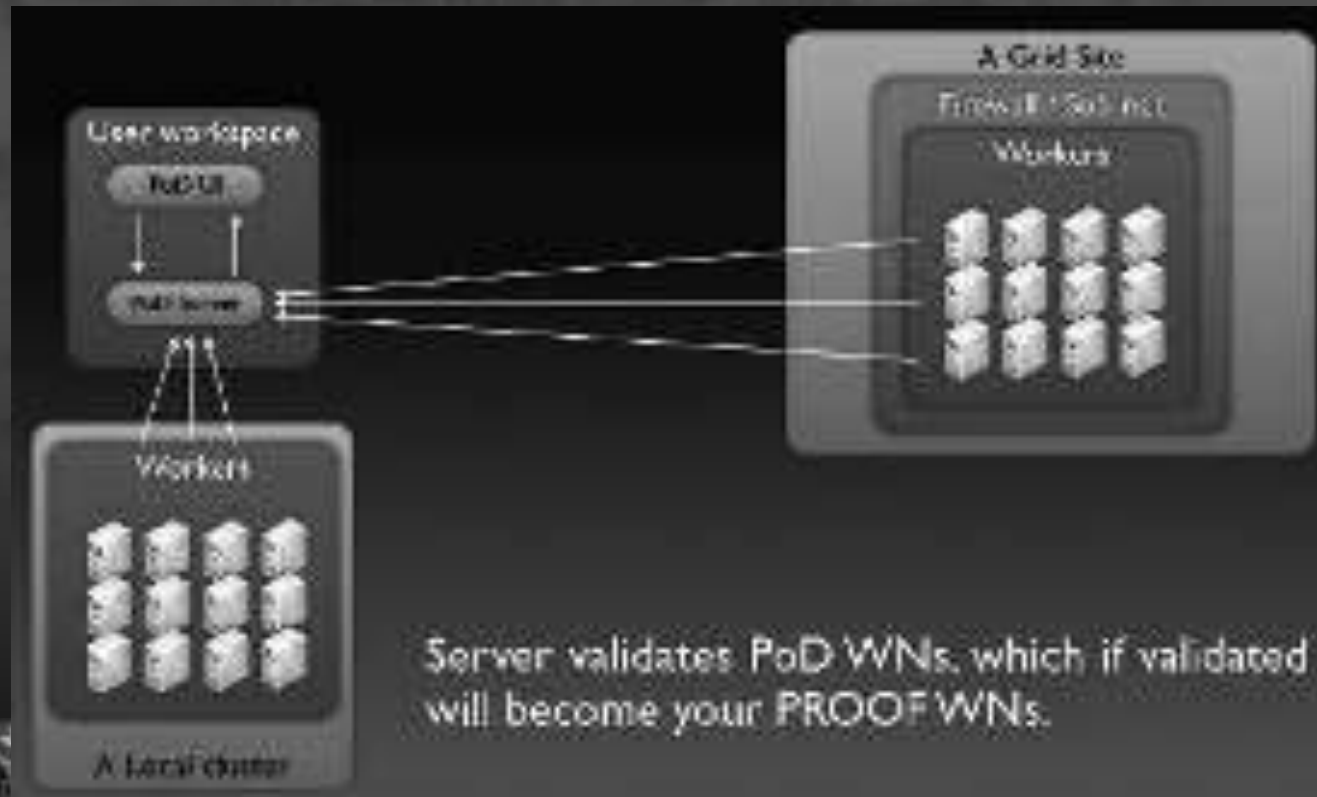 A Grid Site
Firewall
Workers
User workspace
PoD UI
PoD Server
Workers
Server validates PoD WNs, which if validated
will become your PROOF WNs.
A Local cluster